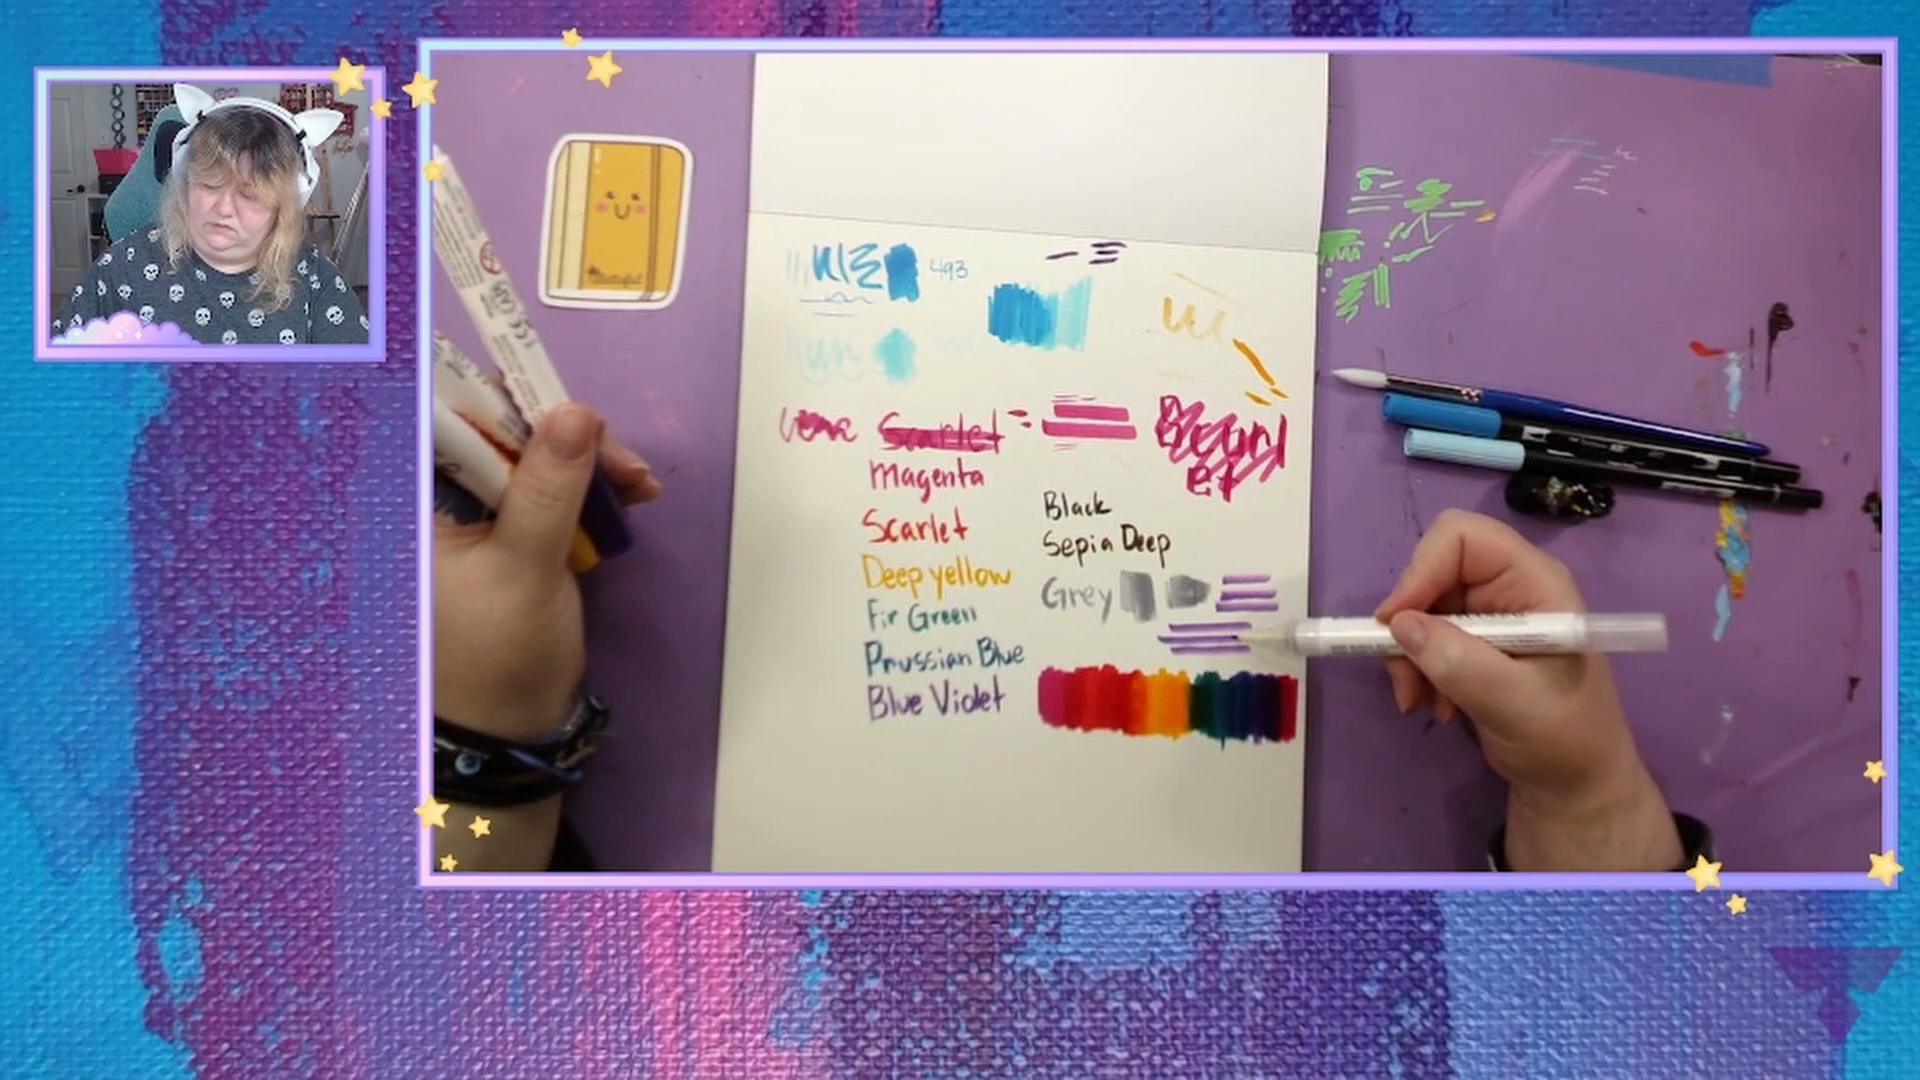 493
Scarlet
Magenta
Scarlet
Deep yellow
Fir Green
Prussian Blue
Blue Violet
Black
Sepia Deep
Grey